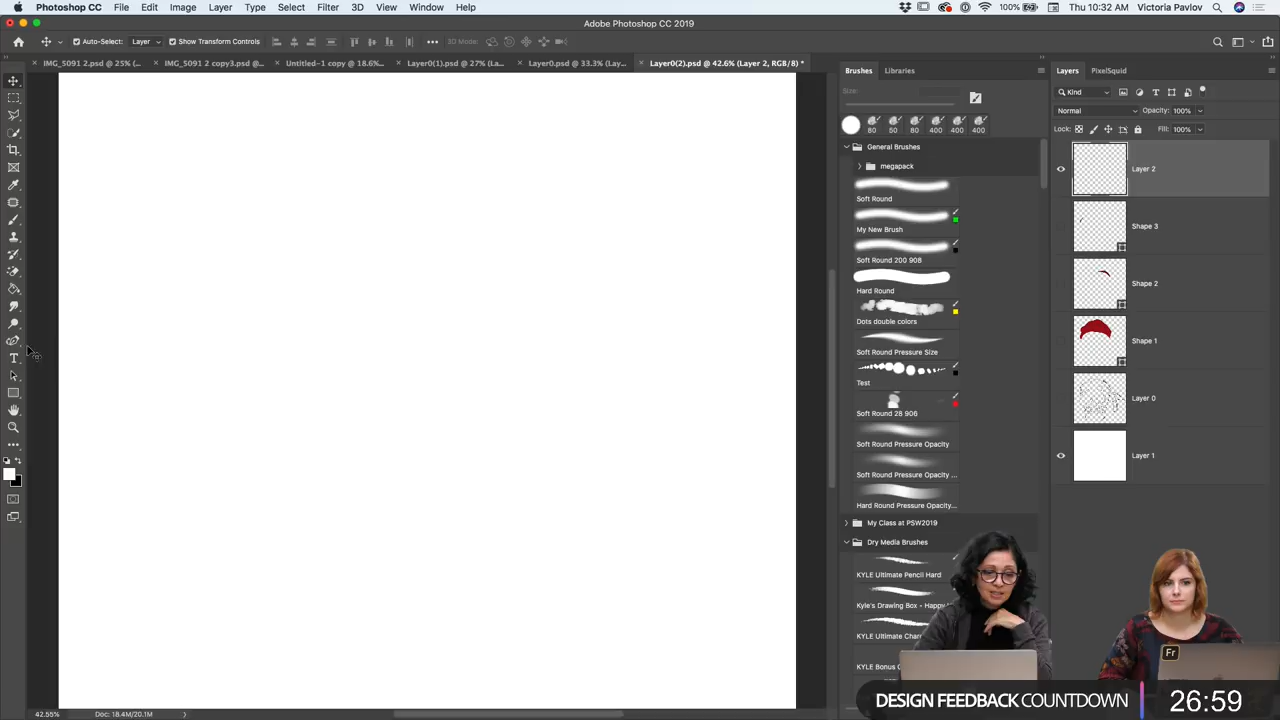 Photoshop CC File Edit Image Layer Type Select Filter 3D View Window Help 100% Thu 10:32 AM Victoria Pavlov
Adobe Photoshop CC 2019
Auto-Select: Layer Show Transform Controls 3D Mode:
IMG_5091 2.psd @ 25% (... IMG_5091 2 copy3.psd @... Untitled-1 copy @ 18.6%... Layer0(1).psd @ 27% (La... Layer0.psd @ 33.3% (Lay... Layer0(2).psd @ 42.6% (Layer 2, RGB/8) *
Brushes Libraries
Size:
80 50 80 400 400 400
General Brushes
megapack
Soft Round
My New Brush
Soft Round 200 908
Hard Round
Dots double colors
Soft Round Pressure Size
Test
Soft Round 28 906
Soft Round Pressure Opacity
Soft Round Pressure Opacity ...
Hard Round Pressure Opacity...
My Class at PSW2019
Dry Media Brushes
KYLE Ultimate Pencil Hard
Kyle's Drawing Box - Happy
KYLE Ultimate Char
KYLE Bonus
Layers PixelSquid
Kind
Normal Opacity: 100%
Lock: Fill: 100%
Layer 2
Shape 3
Shape 2
Shape 1
Layer 0
Layer 1
Fr
42.55% Doc: 18.4M/20.1M
DESIGN FEEDBACK COUNTDOWN 26:59